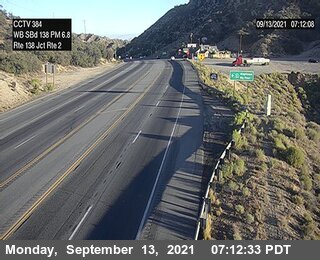 CCTV 384
WB SBd 138 PM 6.8
Rte 138 Jct Rte 2
09/13/2021 07:12:08
Monday, September 13, 2021 07:12:33 PDT